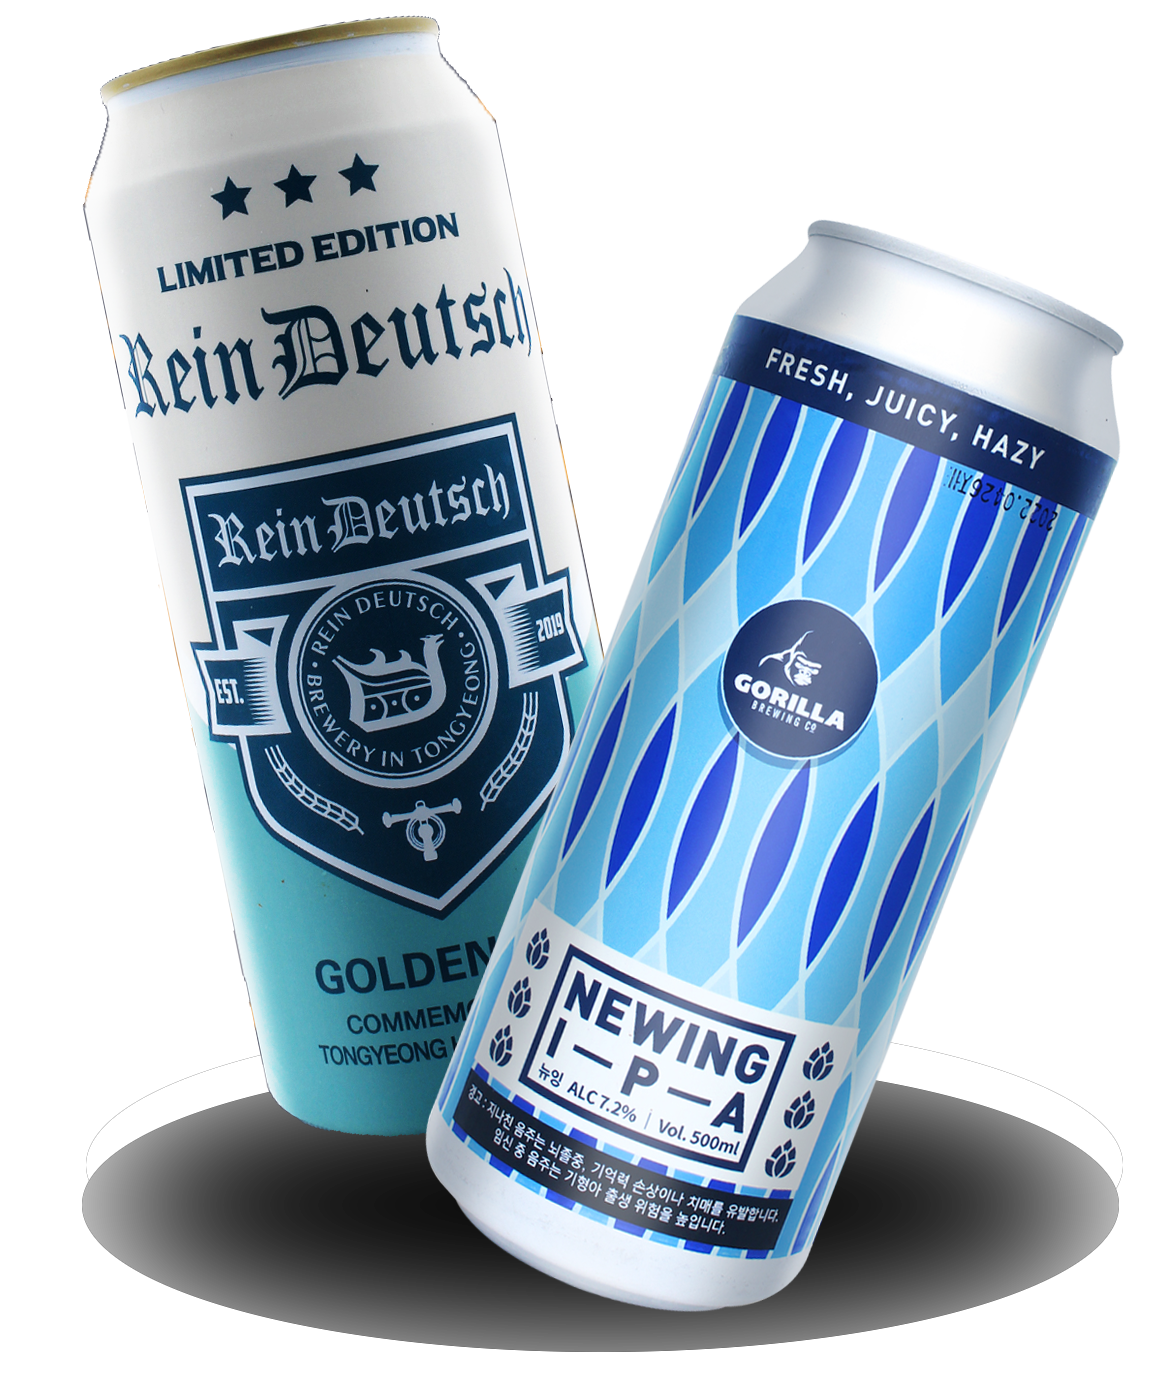 LIMITED EDITION
Rein Deutsch
Rein Deutsch
REIN DEUTSCH
BREWERY IN TONGYEONG
EST.
2019
GOLDEN
TONGYEONG
FRESH, JUICY, HAZY
GORILLA
BREWING CO
NEWING
I—P—A
뉴잉 ALC 7.2% | Vol. 500ml
경고 : 지나친 음주는 뇌졸중, 기억력 손상이나 치매를 유발합니다.
임신 중 음주는 기형아 출생 위험을 높입니다.